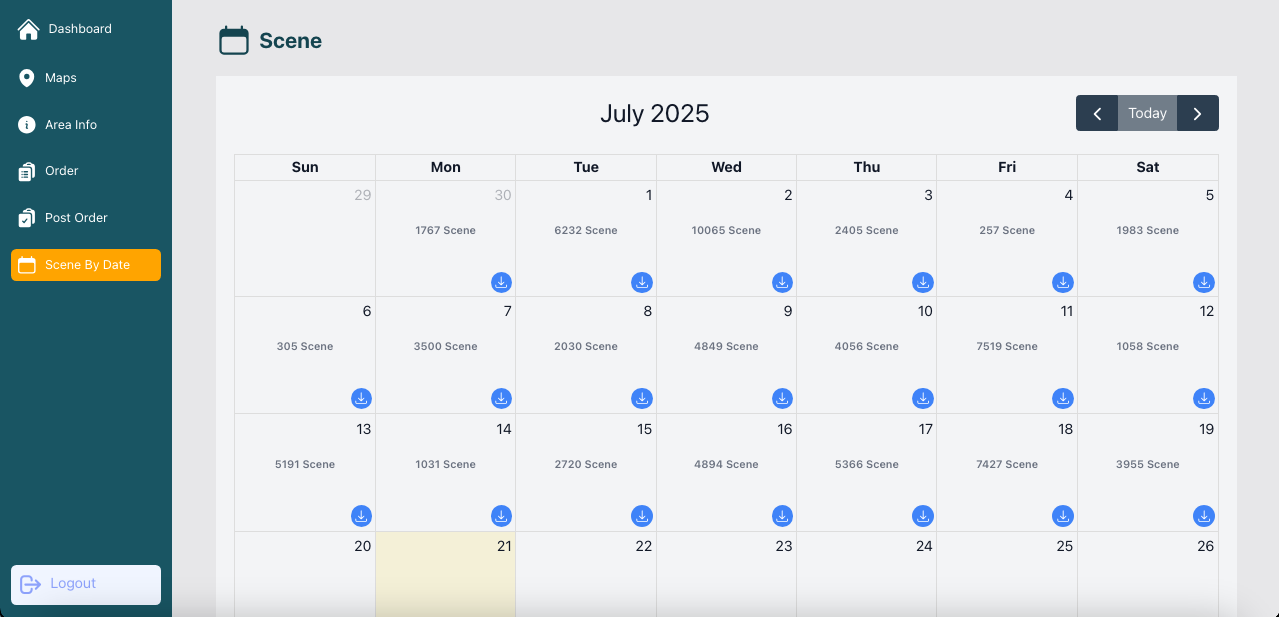 Dashboard
Maps
Area Info
Order
Post Order
Scene By Date
Logout
Scene
July 2025
Today
Sun Mon Tue Wed Thu Fri Sat
29 30 1 2 3 4 5
1767 Scene 6232 Scene 10065 Scene 2405 Scene 257 Scene 1983 Scene
6 7 8 9 10 11 12
305 Scene 3500 Scene 2030 Scene 4849 Scene 4056 Scene 7519 Scene 1058 Scene
13 14 15 16 17 18 19
5191 Scene 1031 Scene 2720 Scene 4894 Scene 5366 Scene 7427 Scene 3955 Scene
20 21 22 23 24 25 26